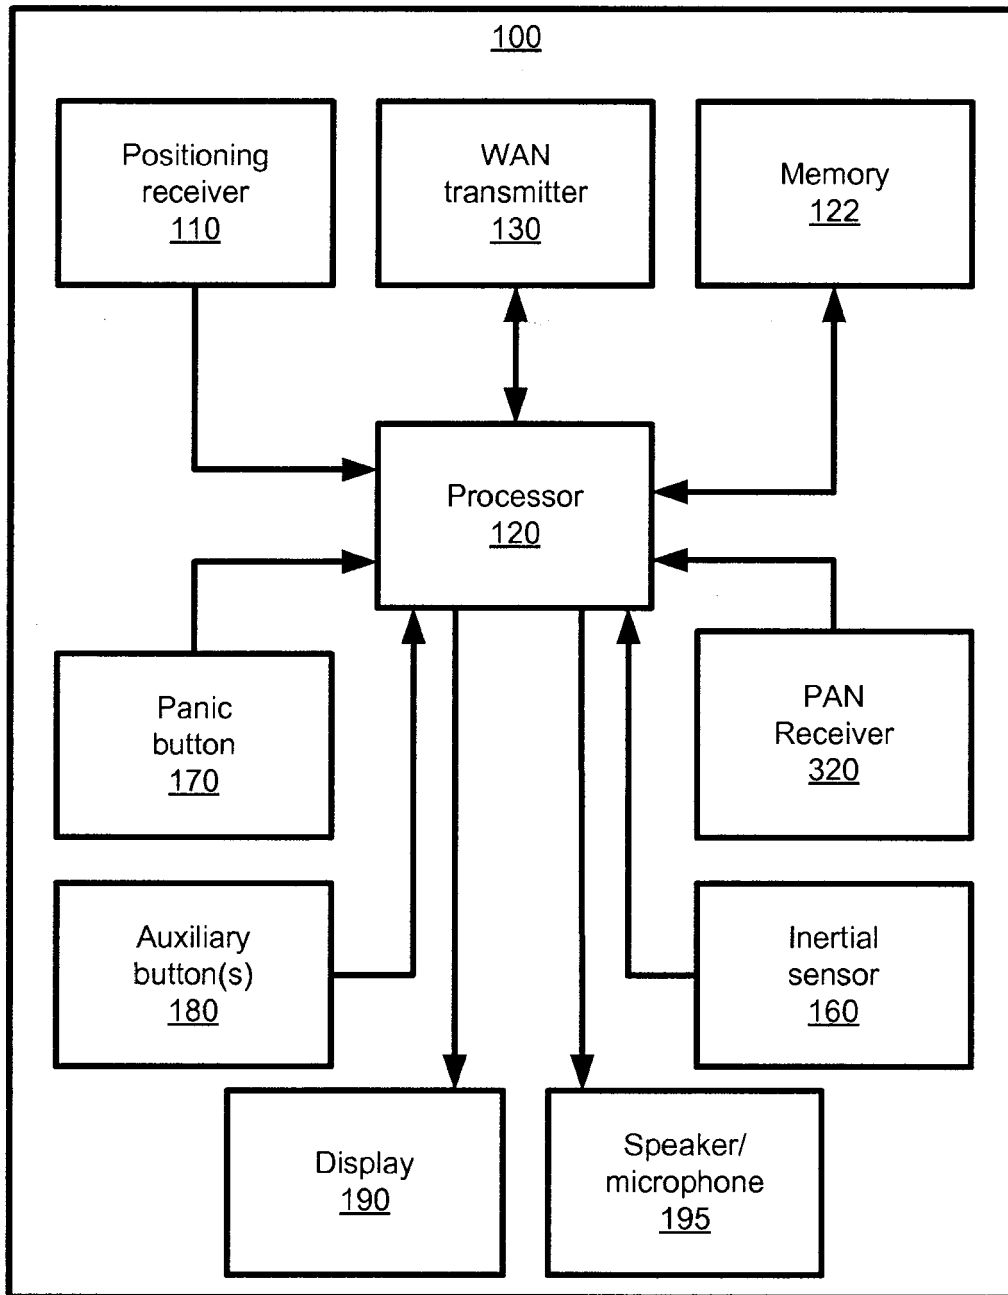 100
Positioning
receiver
110
WAN
transmitter
130
Memory
122
Processor
120
Panic
button
170
PAN
Receiver
320
Auxiliary
button(s)
180
Inertial
sensor
160
Display
190
Speaker/
microphone
195